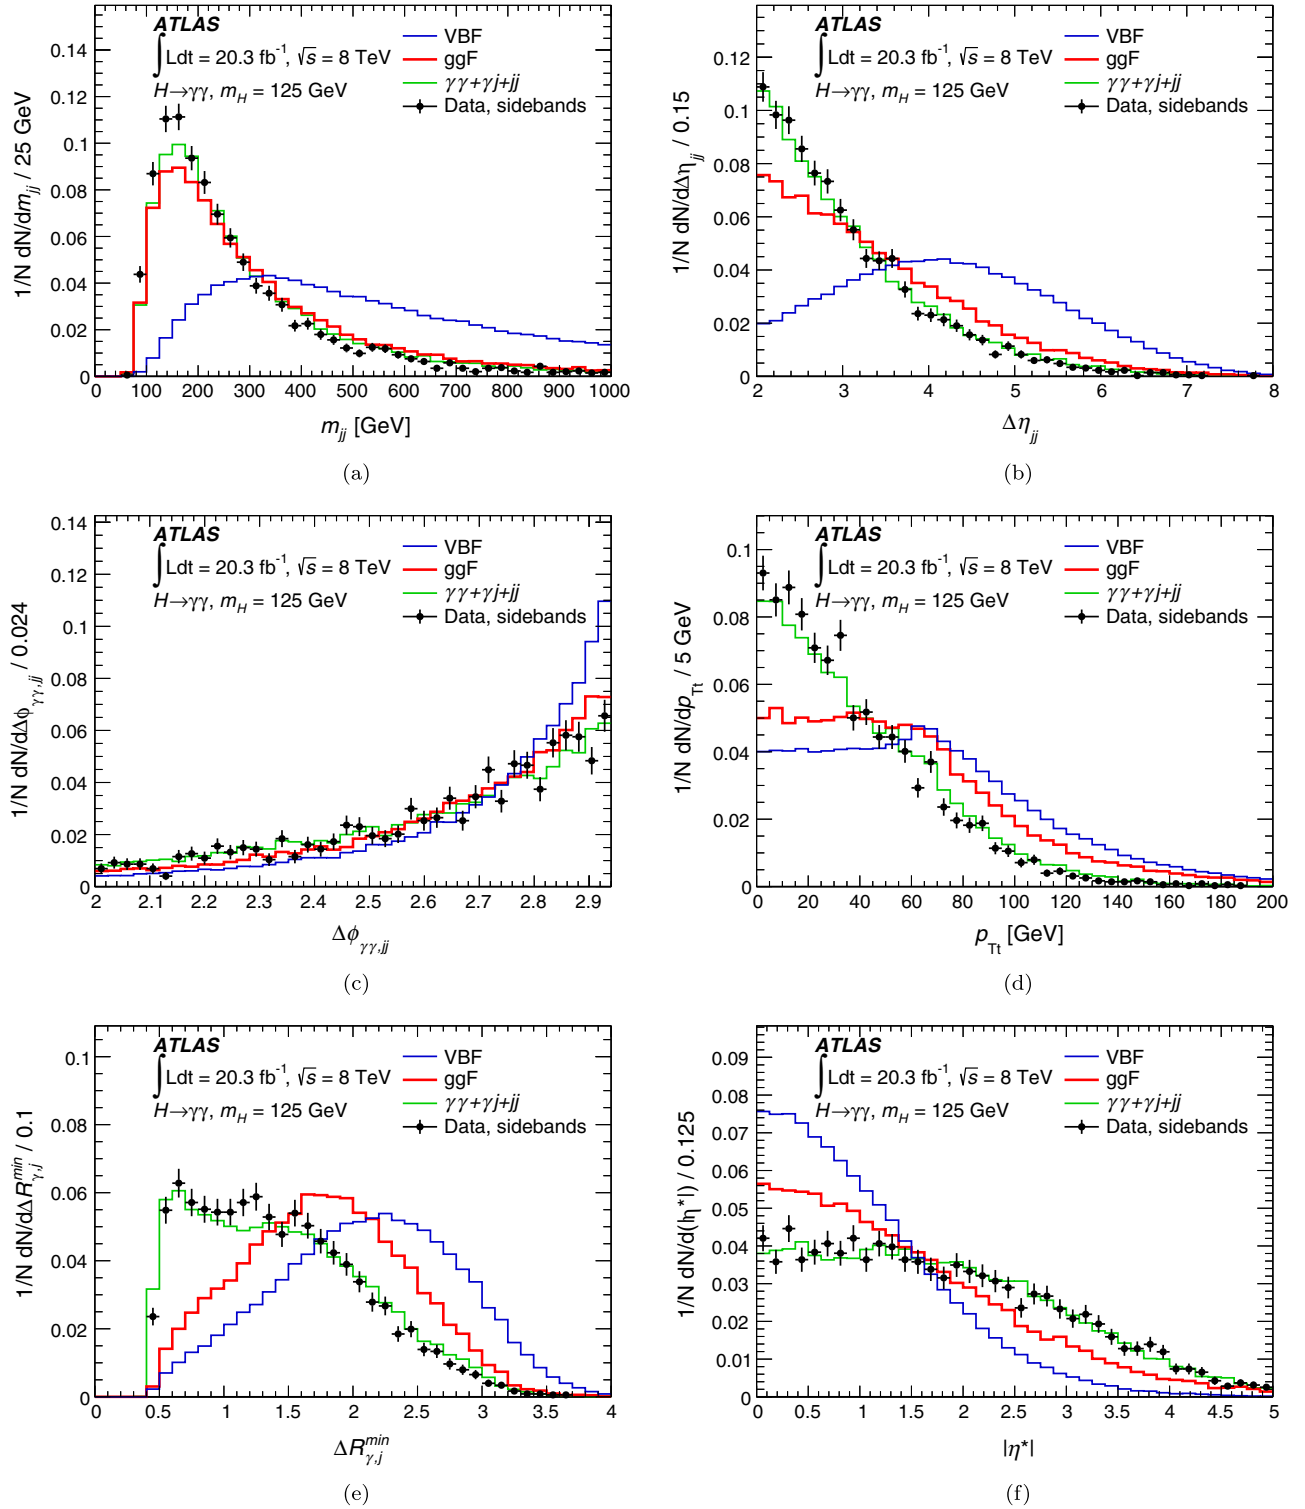 ATLAS
∫Ldt = 20.3 fb⁻¹, √s = 8 TeV
H→γγ, m_H = 125 GeV
VBF
ggF
γγ+γj+jj
Data, sidebands
1/N dN/dm_jj / 25 GeV
0.14
0.12
0.1
0.08
0.06
0.04
0.02
0
0 100 200 300 400 500 600 700 800 900 1000
m_jj [GeV]
(a)
ATLAS
∫Ldt = 20.3 fb⁻¹, √s = 8 TeV
H→γγ, m_H = 125 GeV
VBF
ggF
γγ+γj+jj
Data, sidebands
1/N dN/dΔη_jj / 0.15
0.12
0.1
0.08
0.06
0.04
0.02
0
2 3 4 5 6 7 8
Δη_jj
(b)
ATLAS
∫Ldt = 20.3 fb⁻¹, √s = 8 TeV
H→γγ, m_H = 125 GeV
VBF
ggF
γγ+γj+jj
Data, sidebands
1/N dN/dΔϕ_γγ,jj / 0.024
0.14
0.12
0.1
0.08
0.06
0.04
0.02
0
2 2.1 2.2 2.3 2.4 2.5 2.6 2.7 2.8 2.9
Δϕ_γγ,jj
(c)
ATLAS
∫Ldt = 20.3 fb⁻¹, √s = 8 TeV
H→γγ, m_H = 125 GeV
VBF
ggF
γγ+γj+jj
Data, sidebands
1/N dN/dp_Tt / 5 GeV
0.1
0.08
0.06
0.04
0.02
0
0 20 40 60 80 100 120 140 160 180 200
p_Tt [GeV]
(d)
ATLAS
∫Ldt = 20.3 fb⁻¹, √s = 8 TeV
H→γγ, m_H = 125 GeV
VBF
ggF
γγ+γj+jj
Data, sidebands
1/N dN/dΔR^min_γ,j / 0.1
0.1
0.08
0.06
0.04
0.02
0
0 0.5 1 1.5 2 2.5 3 3.5 4
ΔR^min_γ,j
(e)
ATLAS
∫Ldt = 20.3 fb⁻¹, √s = 8 TeV
H→γγ, m_H = 125 GeV
VBF
ggF
γγ+γj+jj
Data, sidebands
1/N dN/d(|η*|) / 0.125
0.09
0.08
0.07
0.06
0.05
0.04
0.03
0.02
0.01
0
0 0.5 1 1.5 2 2.5 3 3.5 4 4.5 5
|η*|
(f)